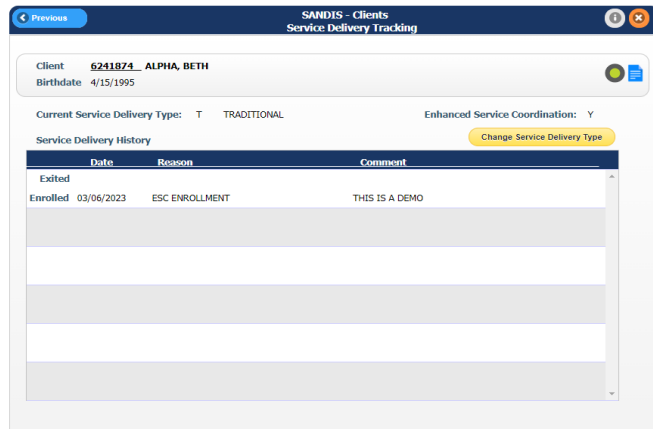 Previous
SANDIS - Clients
Service Delivery Tracking
Client 6241874 ALPHA, BETH
Birthdate 4/15/1995
Current Service Delivery Type: T TRADITIONAL Enhanced Service Coordination: Y
Service Delivery History Change Service Delivery Type
Date Reason Comment
Exited
Enrolled 03/06/2023 ESC ENROLLMENT THIS IS A DEMO